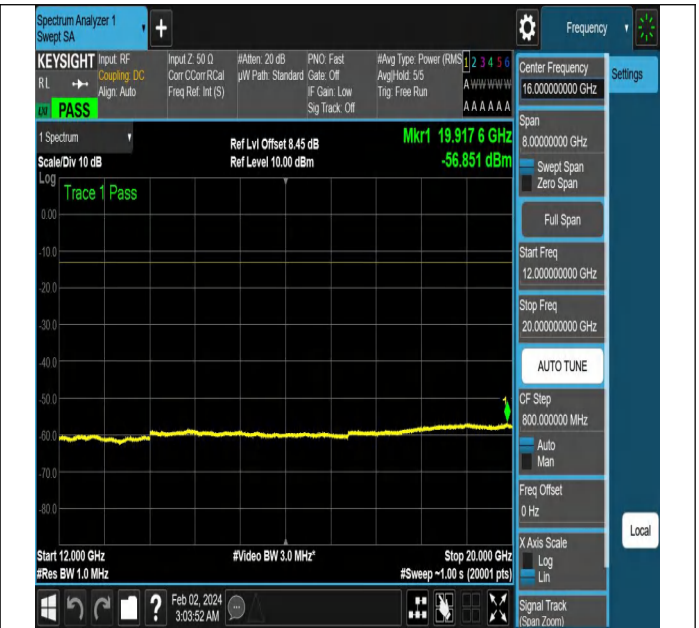 Spectrum Analyzer 1
Swept SA
+
Frequency
KEYSIGHT
Input: RF
Coupling: DC
Align: Auto
RL
PASS
Input Z: 50 Ω
Corr CCorr RCal
Freq Ref: Int (S)
#Atten: 20 dB
µW Path: Standard
PNO: Fast
Gate: Off
IF Gain: Low
Sig Track: Off
#Avg Type: Power (RMS
Avg|Hold: 5/5
Trig: Free Run
1 2 3 4 5 6
A W W W W W
A A A A A A
1 Spectrum
Scale/Div 10 dB
Ref Lvl Offset 8.45 dB
Ref Level 10.00 dBm
Mkr1 19.917 6 GHz
-56.851 dBm
Log
Trace 1 Pass
0.00
-10.0
-20.0
-30.0
-40.0
-50.0
-60.0
-70.0
-80.0
1
Start 12.000 GHz
#Res BW 1.0 MHz
#Video BW 3.0 MHz*
Stop 20.000 GHz
#Sweep ~1.00 s (20001 pts)
Feb 02, 2024
3:03:52 AM
?
Center Frequency
16.000000000 GHz
Settings
Span
8.00000000 GHz
Swept Span
Zero Span
Full Span
Start Freq
12.000000000 GHz
Stop Freq
20.000000000 GHz
AUTO TUNE
CF Step
800.000000 MHz
Auto
Man
Freq Offset
0 Hz
X Axis Scale
Log
Lin
Signal Track
(Span Zoom)
Local